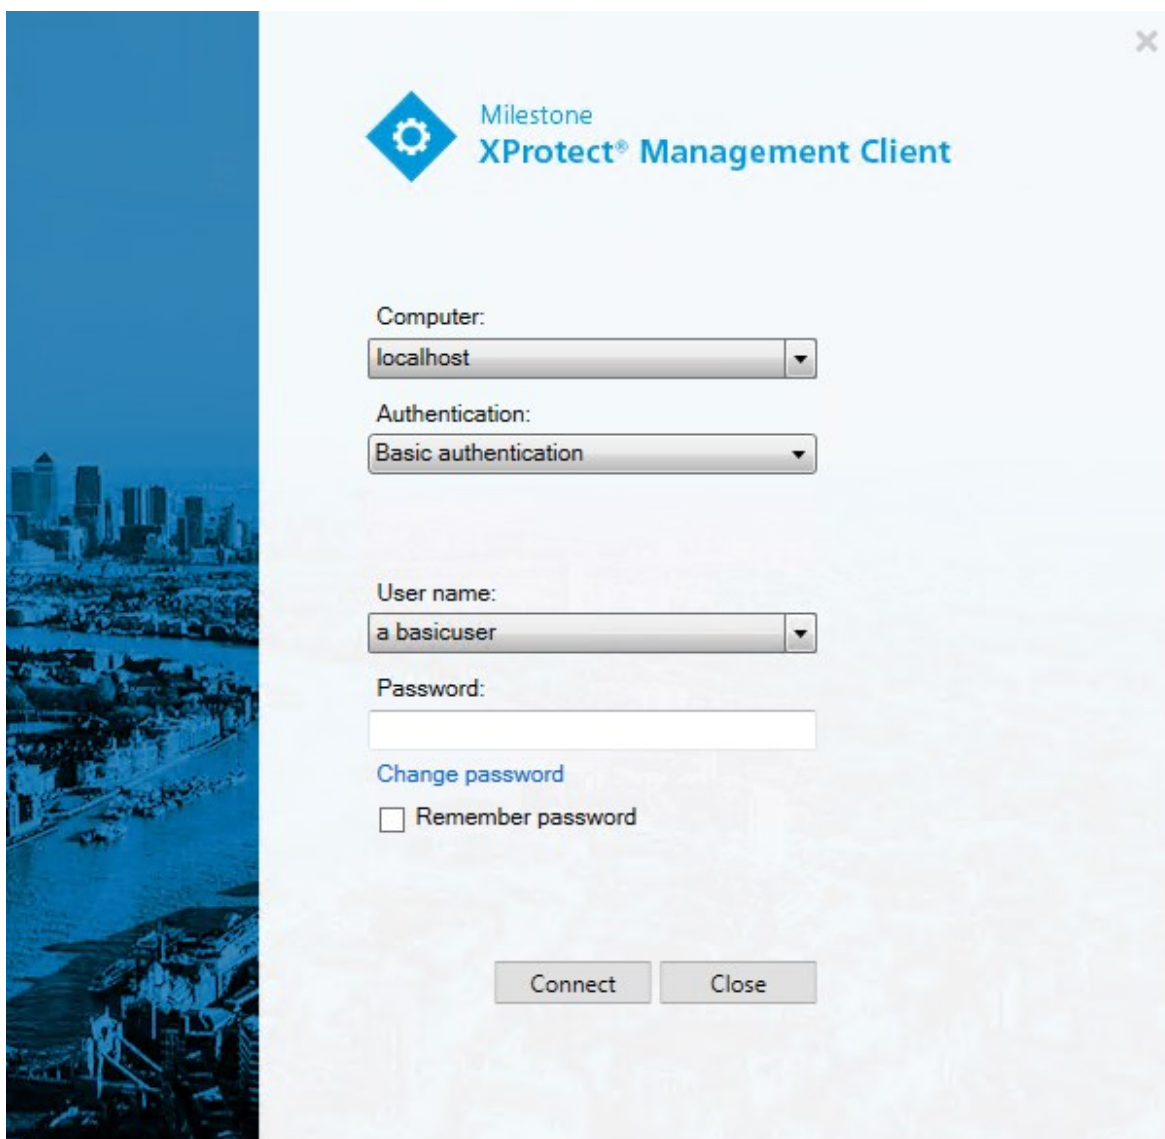 Milestone
XProtect® Management Client
Computer:
localhost
Authentication:
Basic authentication
User name:
a basicuser
Password:
Change password
Remember password
Connect
Close